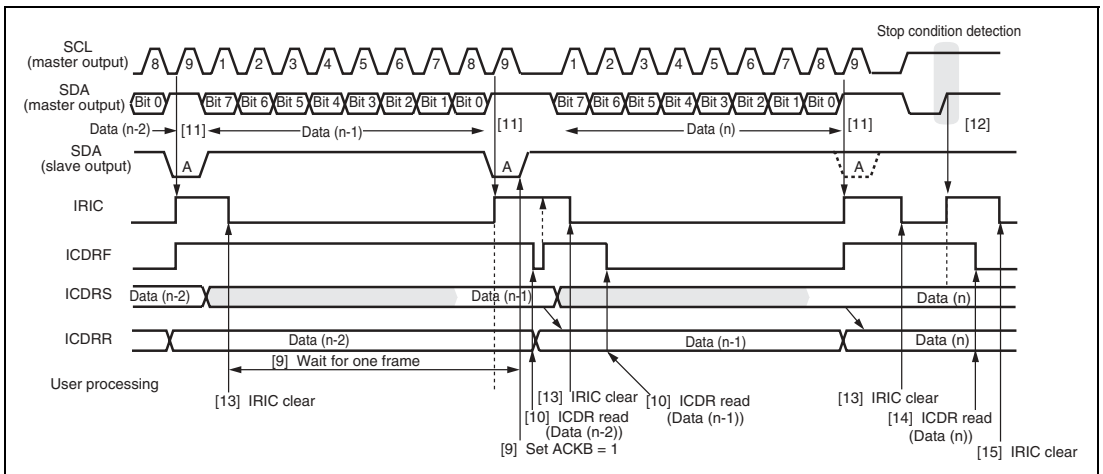 Stop condition detection
SCL
(master output)
8 9 1 2 3 4 5 6 7 8 9 1 2 3 4 5 6 7 8 9
SDA
(master output)
Bit 0 Bit 7 Bit 6 Bit 5 Bit 4 Bit 3 Bit 2 Bit 1 Bit 0 Bit 7 Bit 6 Bit 5 Bit 4 Bit 3 Bit 2 Bit 1 Bit 0
Data (n-2) [11] Data (n-1) [11] Data (n) [11] [12]
SDA
(slave output)
A A A
IRIC
ICDRF
ICDRS
Data (n-2) Data (n-1) Data (n)
ICDRR
Data (n-2) Data (n-1) Data (n)
[9] Wait for one frame
User processing
[13] IRIC clear
[13] IRIC clear
[10] ICDR read
(Data (n-1))
[13] IRIC clear
[10] ICDR read
(Data (n-2))
[14] ICDR read
(Data (n))
[9] Set ACKB = 1
[15] IRIC clear